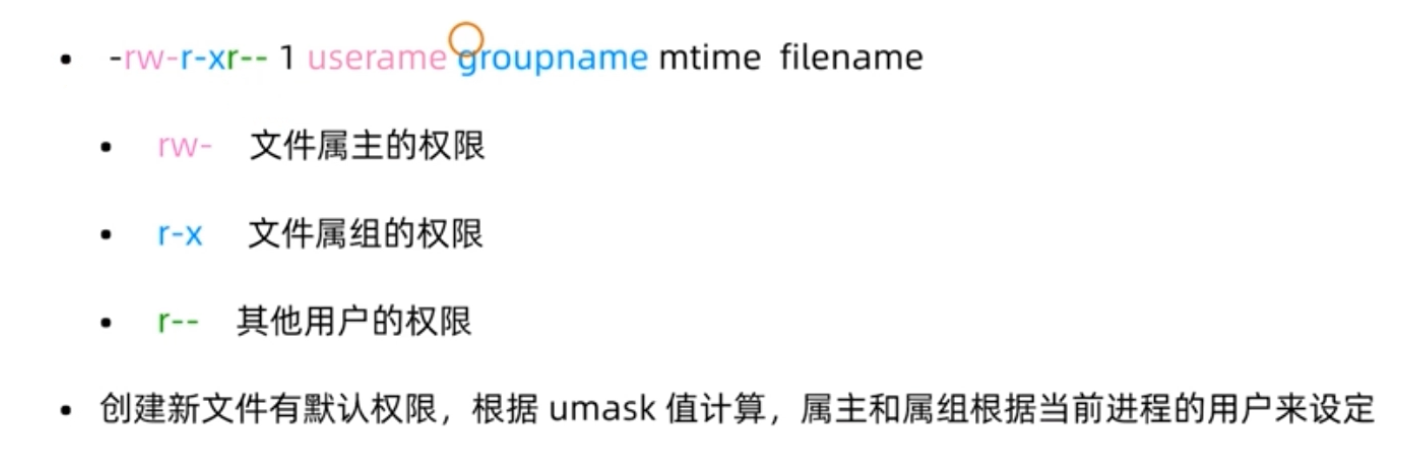 • -rw-r-xr-- 1 userame groupname mtime filename
• rw- 文件属主的权限
• r-x 文件属组的权限
• r-- 其他用户的权限
• 创建新文件有默认权限，根据 umask 值计算，属主和属组根据当前进程的用户来设定